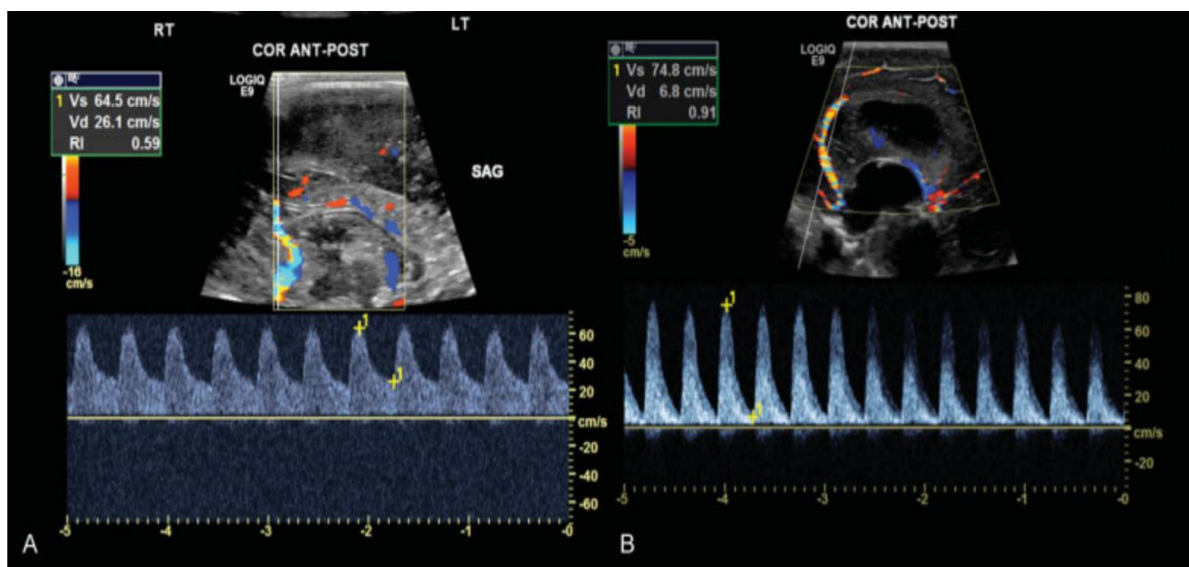 RT LT
COR ANT-POST
LOGIQ
E9
1 Vs 64.5 cm/s
Vd 26.1 cm/s
RI 0.59
SAG
-16
cm/s
60
40
20
cm/s
-20
-40
-60
-5 -4 -3 -2 -1 -0
1
1
A
COR ANT-POST
LOGIQ
E9
1 Vs 74.8 cm/s
Vd 6.8 cm/s
RI 0.91
-5
cm/s
80
60
40
20
cm/s
-20
-5 -4 -3 -2 -1 -0
1
1
B